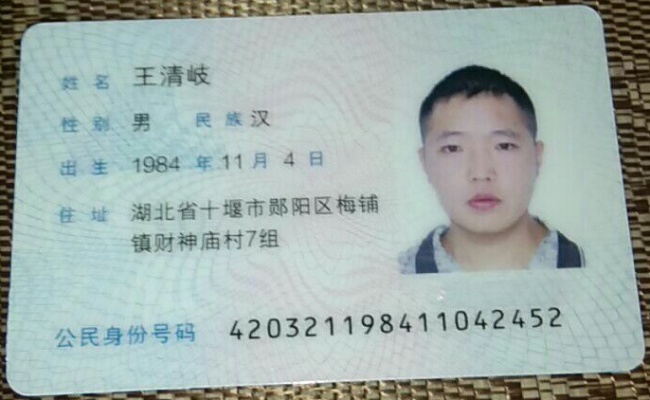 姓名 王清岐
性别 男 民族 汉
出生 1984 年 11 月 4 日
住址 湖北省十堰市郧阳区梅铺
镇财神庙村7组
公民身份号码 420321198411042452